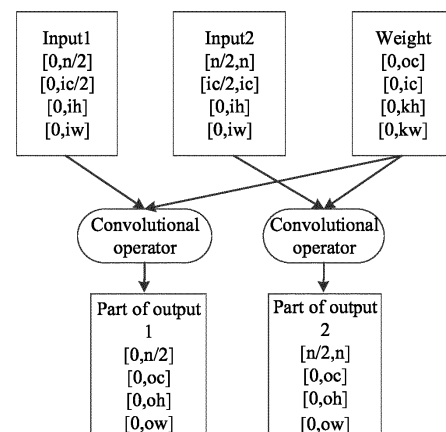 Input1
[0,n/2]
[0,ic/2]
[0,ih]
[0,iw]
Input2
[n/2,n]
[ic/2,ic]
[0,ih]
[0,iw]
Weight
[0,oc]
[0,ic]
[0,kh]
[0,kw]
Convolutional
operator
Convolutional
operator
Part of output
1
[0,n/2]
[0,oc]
[0,oh]
[0,ow]
Part of output
2
[n/2,n]
[0,oc]
[0,oh]
[0,ow]